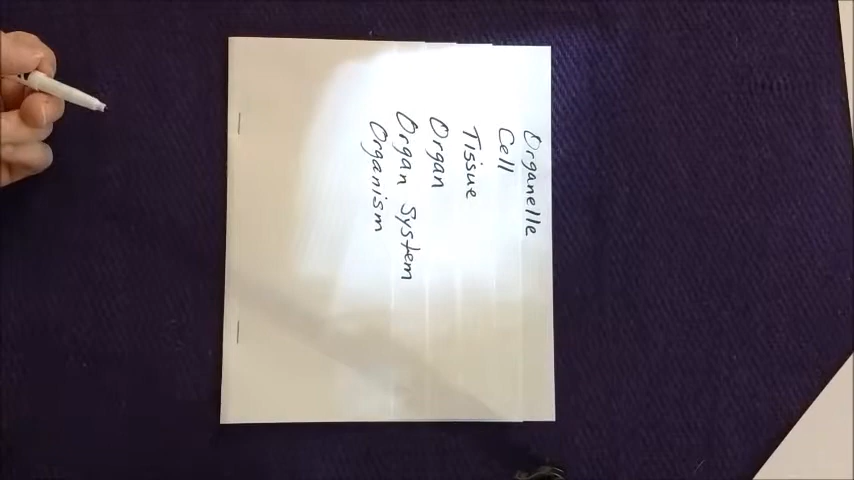 Organelle
Cell
Tissue
Organ
Organ System
Organism